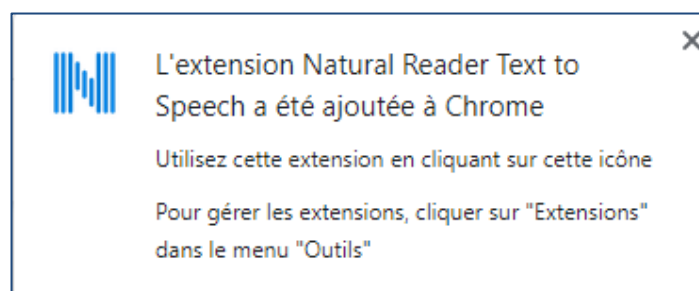 L'extension Natural Reader Text to
Speech a été ajoutée à Chrome
Utilisez cette extension en cliquant sur cette icône
Pour gérer les extensions, cliquer sur "Extensions"
dans le menu "Outils"